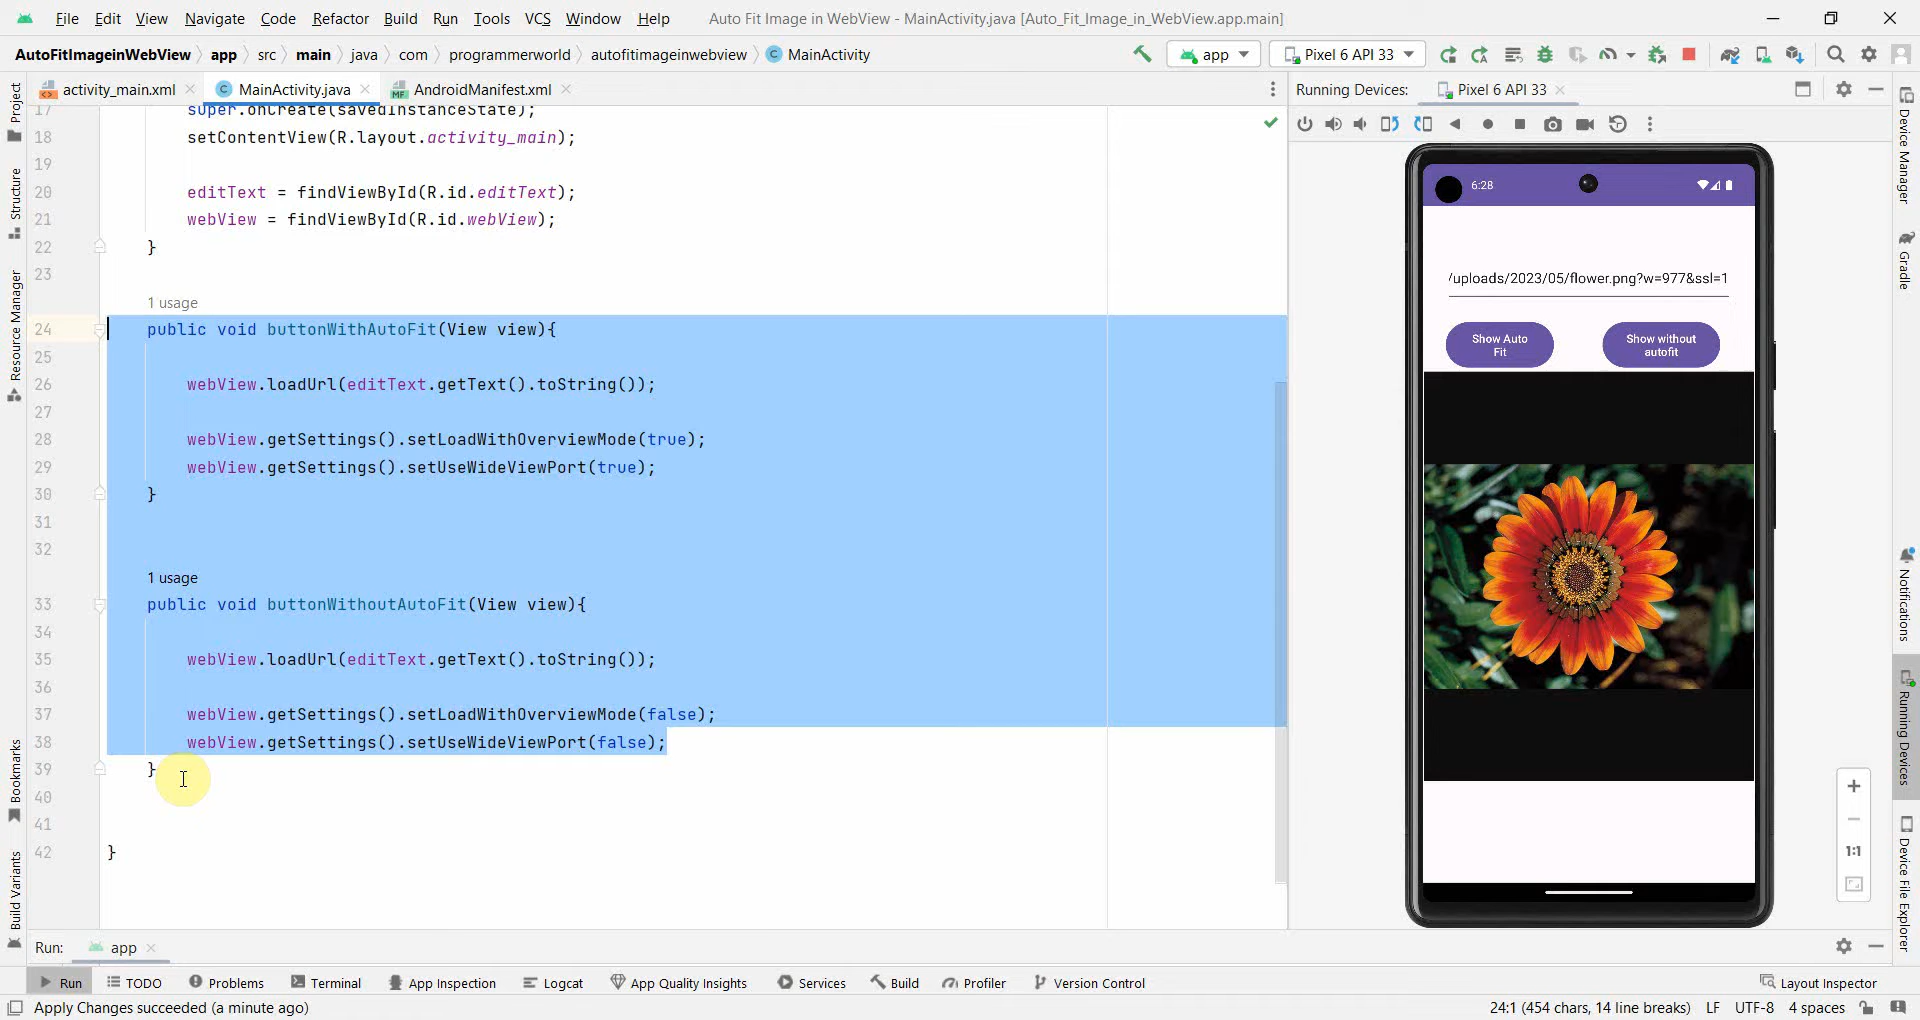 File Edit View Navigate Code Refactor Build Run Tools VCS Window Help Auto Fit Image in WebView - MainActivity.java [Auto_Fit_Image_in_WebView.app.main]
AutoFitImageinWebView app src main java com programmerworld autofitimageinwebview C MainActivity app Pixel 6 API 33
activity_main.xml C MainActivity.java MF AndroidManifest.xml Running Devices: Pixel 6 API 33
17 super.onCreate(savedInstanceState);
18 setContentView(R.layout.activity_main);
19
20 editText = findViewById(R.id.editText);
21 webView = findViewById(R.id.webView);
22 }
23
1 usage
24 public void buttonWithAutoFit(View view){
25
26 webView.loadUrl(editText.getText().toString());
27
28 webView.getSettings().setLoadWithOverviewMode(true);
29 webView.getSettings().setUseWideViewPort(true);
30 }
31
32
1 usage
33 public void buttonWithoutAutoFit(View view){
34
35 webView.loadUrl(editText.getText().toString());
36
37 webView.getSettings().setLoadWithOverviewMode(false);
38 webView.getSettings().setUseWideViewPort(false);
39 }
40
41
42 }
Project
Structure
Resource Manager
Bookmarks
Build Variants
6:28
/uploads/2023/05/flower.png?w=977&ssl=1
Show Auto
Fit
Show without
autofit
1:1
Device Manager
Gradle
Notifications
Running Devices
Device File Explorer
Run: app
Run TODO Problems Terminal App Inspection Logcat App Quality Insights Services Build Profiler Version Control Layout Inspector
Apply Changes succeeded (a minute ago) 24:1 (454 chars, 14 line breaks) LF UTF-8 4 spaces